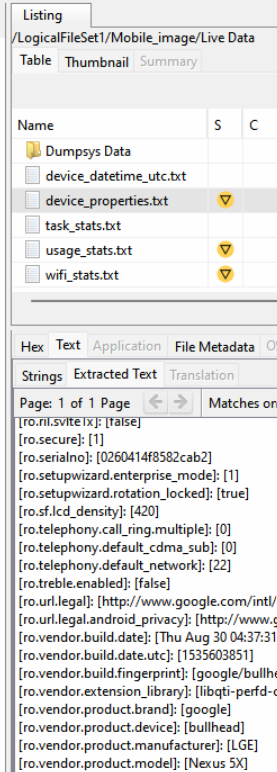 Listing
/LogicalFileSet1/Mobile_image/Live Data
Table Thumbnail Summary
Name S C
Dumpsys Data
device_datetime_utc.txt
device_properties.txt
task_stats.txt
usage_stats.txt
wifi_stats.txt
Hex Text Application File Metadata OS
Strings Extracted Text Translation
Page: 1 of 1 Page Matches on
[ro.ril.svlte1x]: [false]
[ro.secure]: [1]
[ro.serialno]: [0260414f8582cab2]
[ro.setupwizard.enterprise_mode]: [1]
[ro.setupwizard.rotation_locked]: [true]
[ro.sf.lcd_density]: [420]
[ro.telephony.call_ring.multiple]: [0]
[ro.telephony.default_cdma_sub]: [0]
[ro.telephony.default_network]: [22]
[ro.treble.enabled]: [false]
[ro.url.legal]: [http://www.google.com/intl/
[ro.url.legal.android_privacy]: [http://www.g
[ro.vendor.build.date]: [Thu Aug 30 04:37:31
[ro.vendor.build.date.utc]: [1535603851]
[ro.vendor.build.fingerprint]: [google/bullhe
[ro.vendor.extension_library]: [libqti-perfd-c
[ro.vendor.product.brand]: [google]
[ro.vendor.product.device]: [bullhead]
[ro.vendor.product.manufacturer]: [LGE]
[ro.vendor.product.model]: [Nexus 5X]